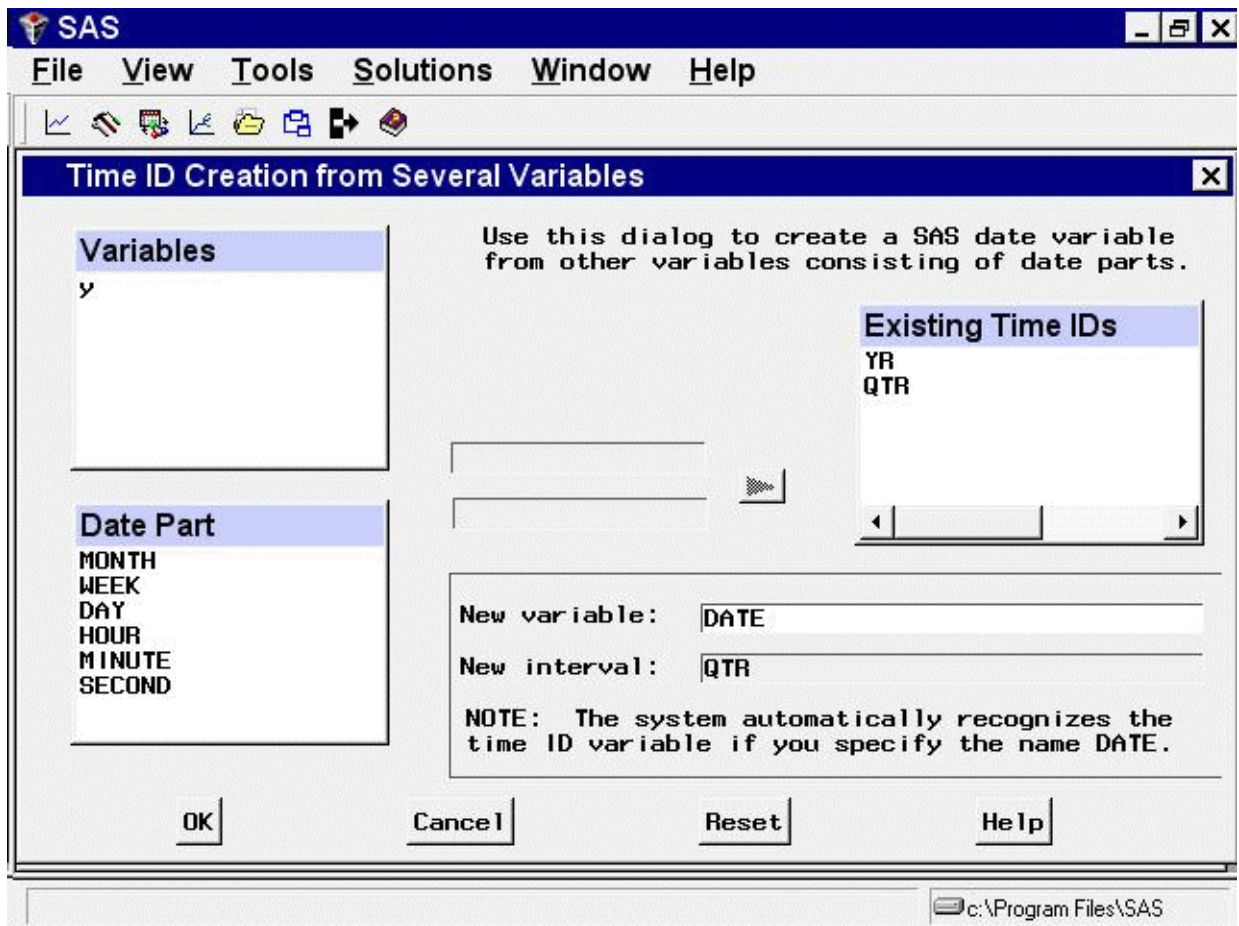 SAS
File View Tools Solutions Window Help
Time ID Creation from Several Variables
Variables
y
Use this dialog to create a SAS date variable
from other variables consisting of date parts.
Existing Time IDs
YR
QTR
Date Part
MONTH
WEEK
DAY
HOUR
MINUTE
SECOND
New variable: DATE
New interval: QTR
NOTE: The system automatically recognizes the
time ID variable if you specify the name DATE.
OK Cancel Reset Help
c:\Program Files\SAS